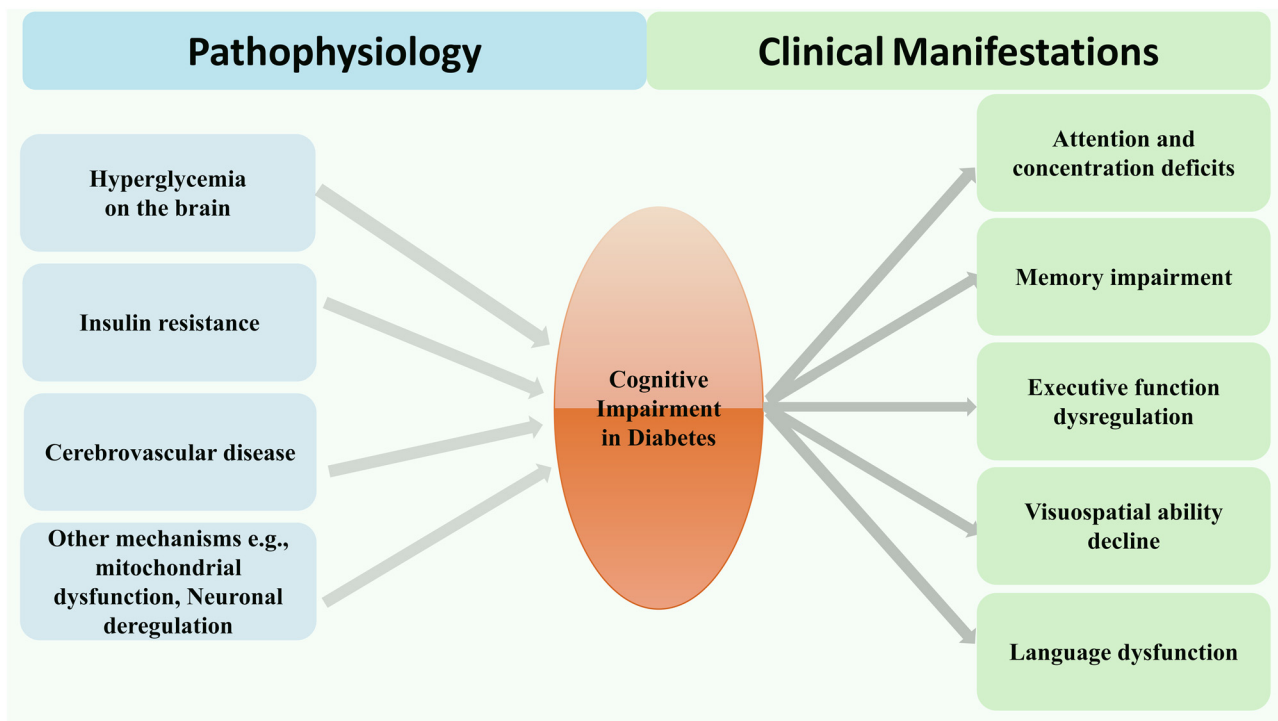 Pathophysiology
Clinical Manifestations
Hyperglycemia
on the brain
Insulin resistance
Cerebrovascular disease
Other mechanisms e.g.,
mitochondrial
dysfunction, Neuronal
deregulation
Cognitive
Impairment
in Diabetes
Attention and
concentration deficits
Memory impairment
Executive function
dysregulation
Visuospatial ability
decline
Language dysfunction